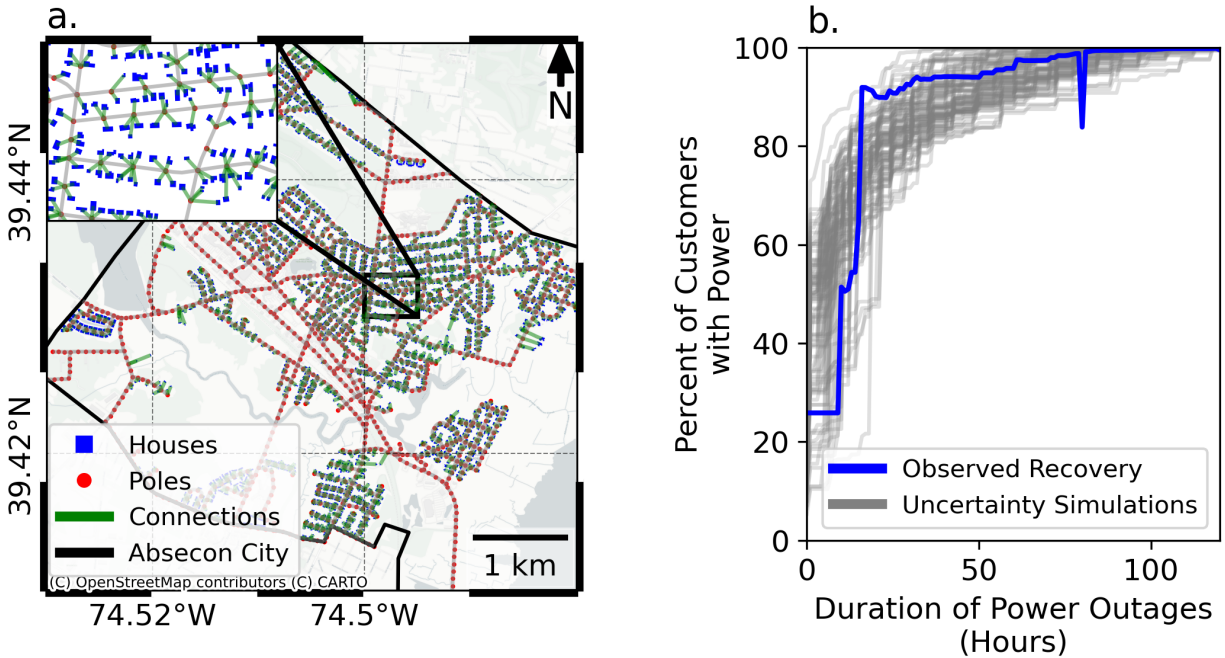 a.
N
39.44°N
39.42°N
Houses
Poles
Connections
Absecon City
1 km
(C) OpenStreetMap contributors (C) CARTO
74.52°W
74.5°W
b.
100
80
60
40
20
0
Percent of Customers
with Power
Observed Recovery
Uncertainty Simulations
0
50
100
Duration of Power Outages
(Hours)